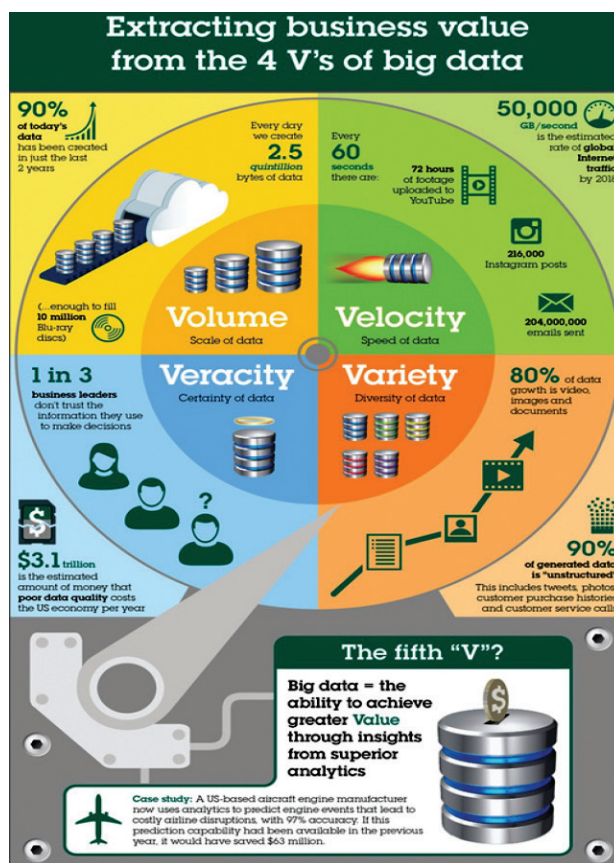 Extracting business value
from the 4 V's of big data
90%
of today's
data
has been created
in just the last
2 years
Every day
we create
2.5
quintillion
bytes of data
(...enough to fill
10 million
Blu-ray
discs)
Volume
Scale of data
Every
60
seconds
there are:
72 hours
of footage
uploaded to
YouTube
216,000
Instagram posts
204,000,000
emails sent
50,000
GB/second
is the estimated
rate of global
Internet
traffic
by 2018
Velocity
Speed of data
1 in 3
business leaders
don't trust the
information they use
to make decisions
Veracity
Certainty of data
?
$
$3.1 trillion
is the estimated
amount of money that
poor data quality costs
the US economy per year
Variety
Diversity of data
80% of data
growth is video,
images and
documents
90%
of generated data
is "unstructured"
This includes tweets, photos,
customer purchase histories
and customer service calls
The fifth "V"?
Big data = the
ability to achieve
greater Value
through insights
from superior
analytics
$
Case study: A US-based aircraft engine manufacturer
now uses analytics to predict engine events that lead to
costly airline disruptions, with 97% accuracy. If this
prediction capability had been available in the previous
year, it would have saved $63 million.